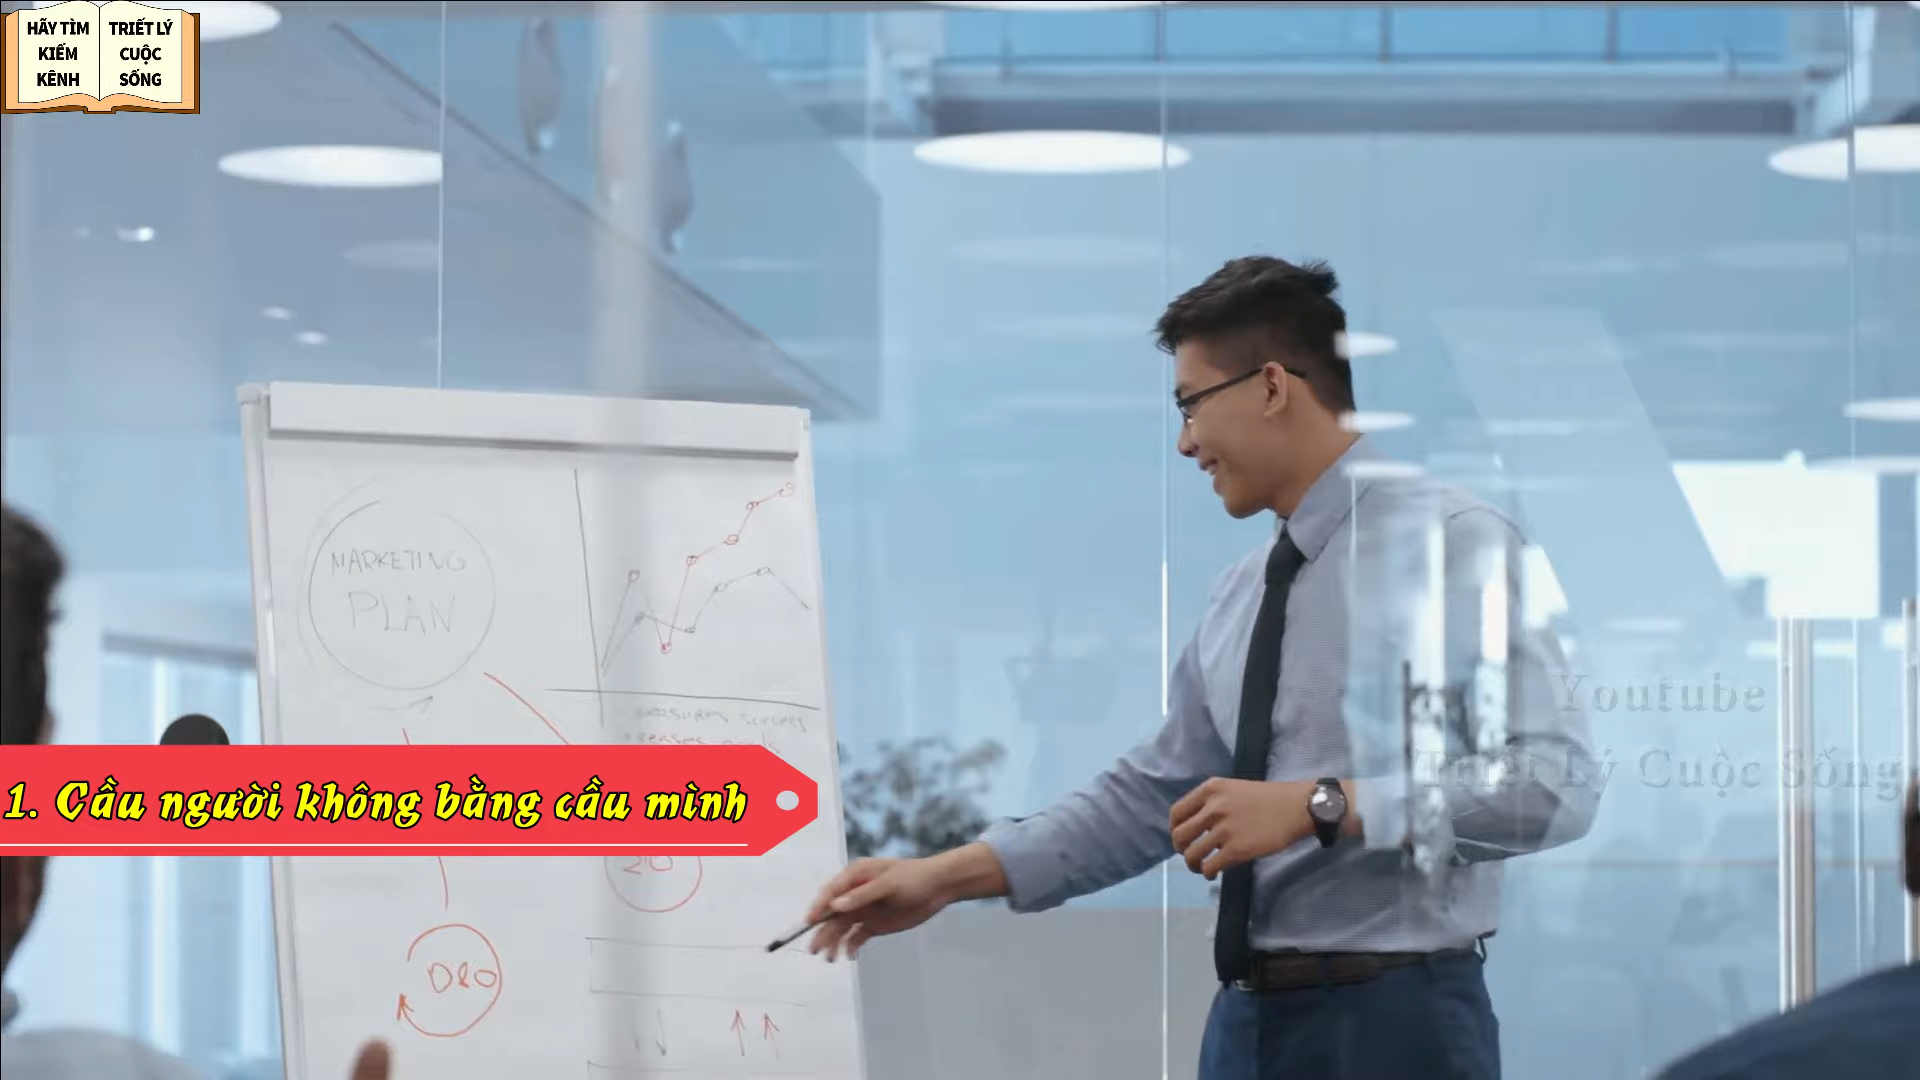 HÃY TÌM
KIẾM
KÊNH
TRIẾT LÝ
CUỘC
SỐNG
MARKETING
PLAN
Youtube
Triết Lý Cuộc Sống
1. Cầu người không bằng cầu mình